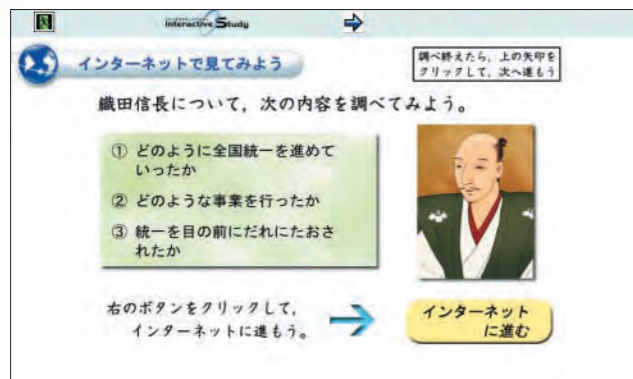 Interactive Study
インターネットで見てみよう
調べ終えたら，上の矢印を
クリックして，次へ進もう
織田信長について，次の内容を調べてみよう。
① どのように全国統一を進めて
いったか
② どのような事業を行ったか
③ 統一を目の前にだれにたおさ
れたか
右のボタンをクリックして，
インターネットに進もう。
インターネット
に進む